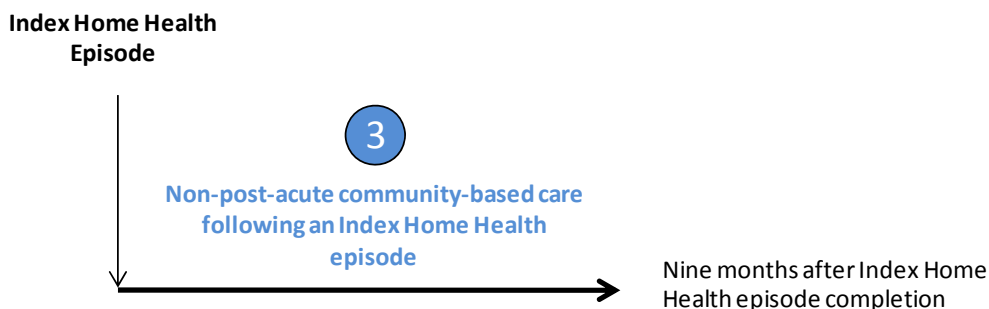 Index Home Health
Episode
3
Non-post-acute community-based care
following an Index Home Health
episode
Nine months after Index Home
Health episode completion